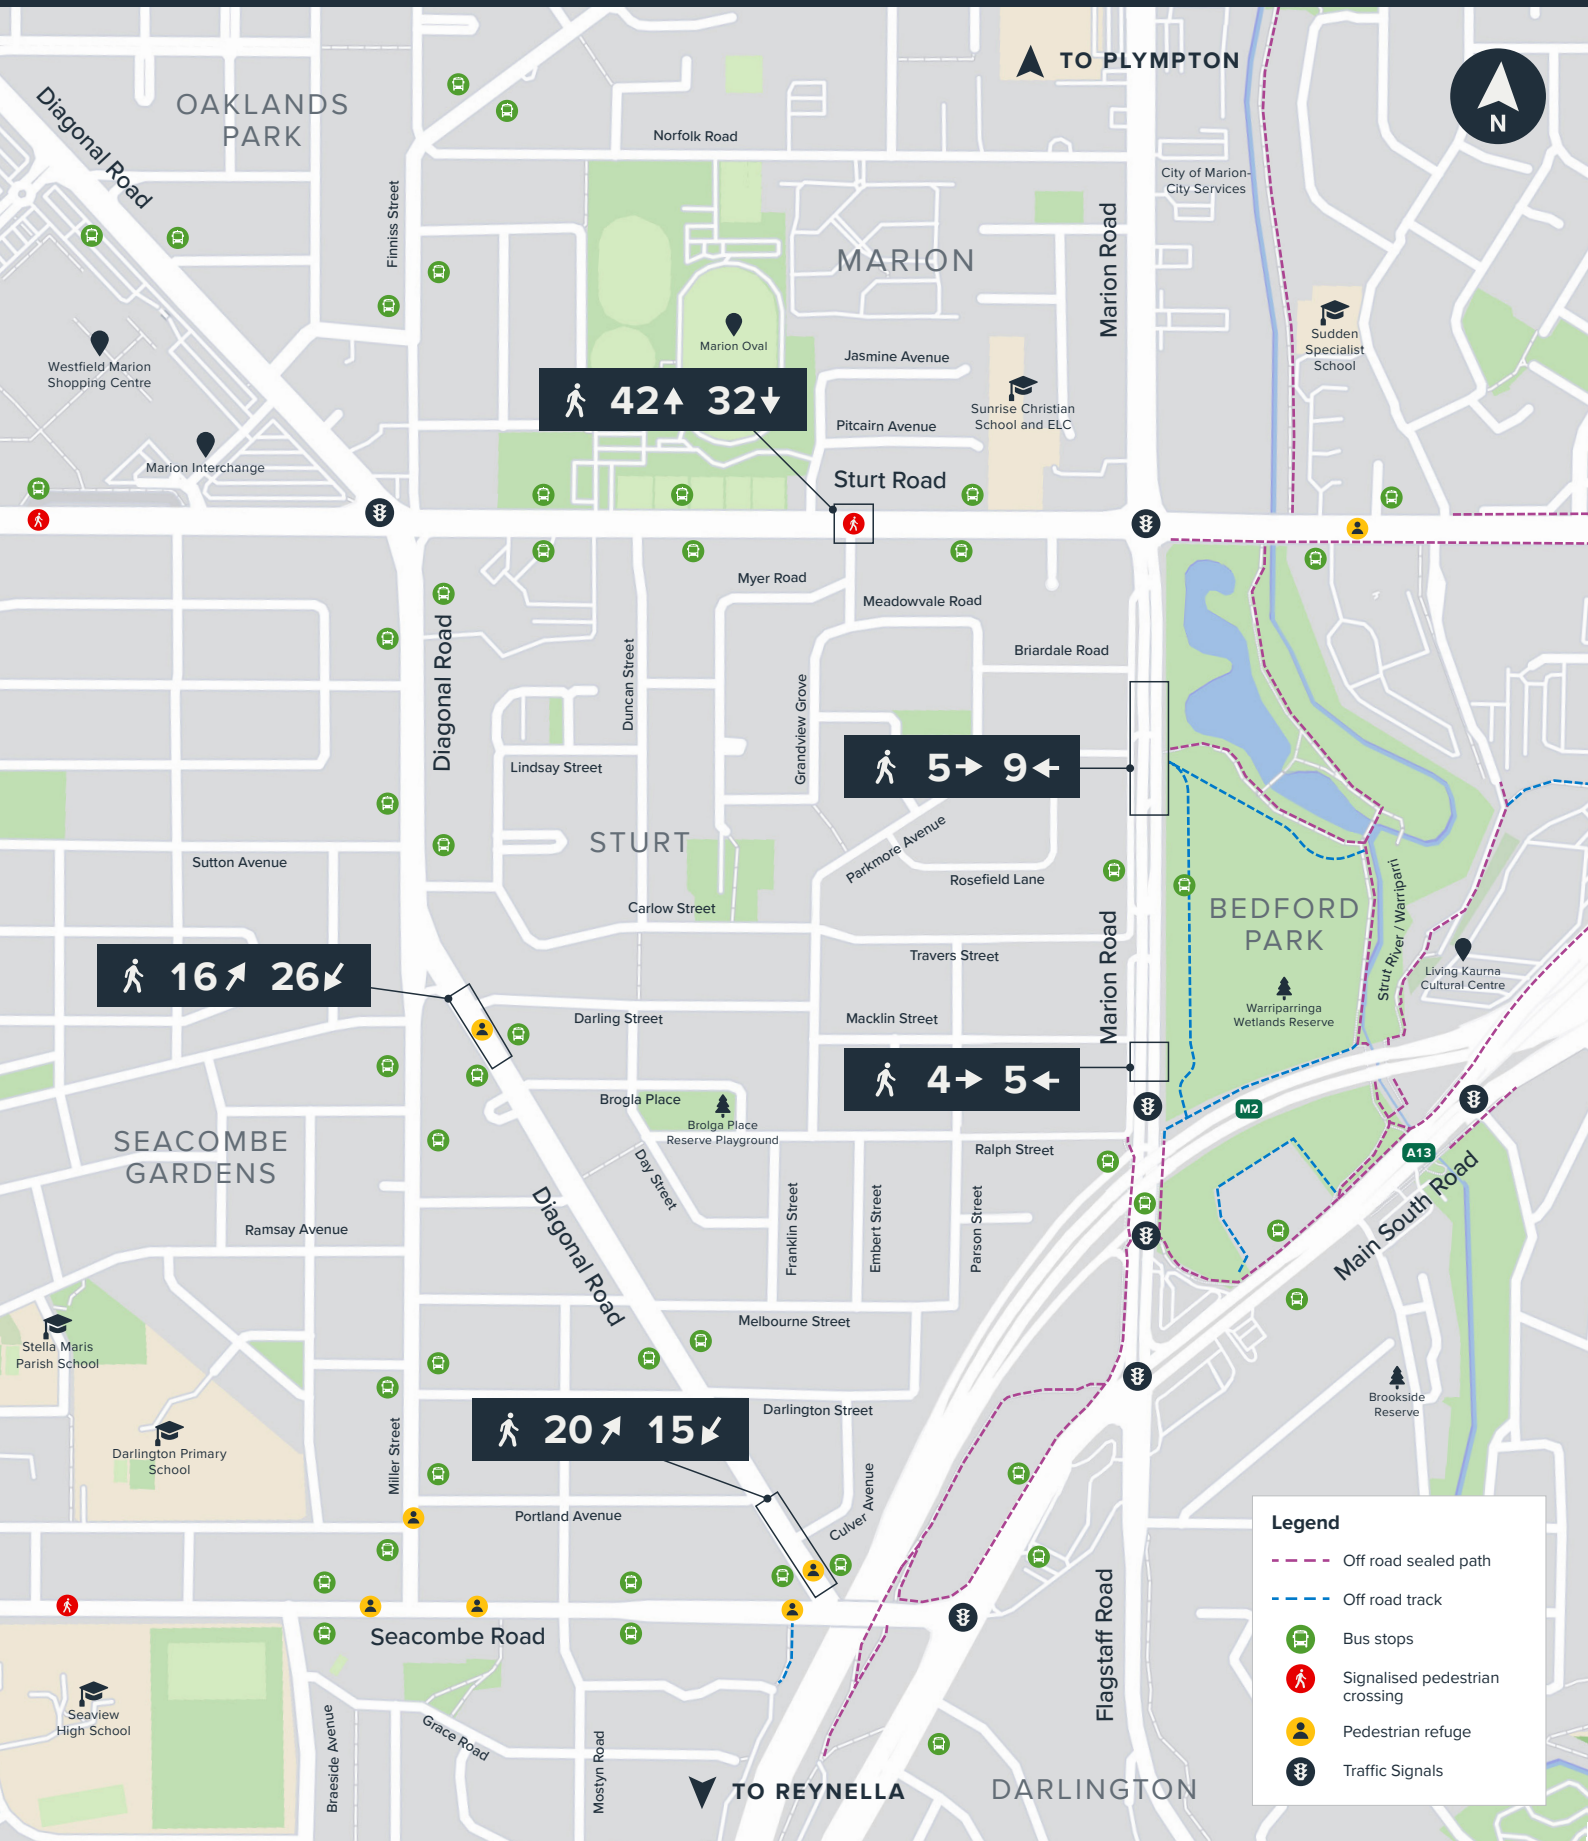 TO PLYMPTON
N
Diagonal Road
OAKLANDS
PARK
Norfolk Road
City of Marion-
City Services
Finniss Street
Marion Road
MARION
Westfield Marion
Shopping Centre
Marion Oval
Sudden
Specialist
School
Jasmine Avenue
42 32
Sunrise Christian
School and ELC
Pitcairn Avenue
Marion Interchange
Sturt Road
Myer Road
Meadowvale Road
Diagonal Road
Duncan Street
Briardale Road
Grandview Grove
Lindsay Street
5 9
STURT
Parkmore Avenue
Sutton Avenue
Rosefield Lane
Carlow Street
BEDFORD
PARK
Strut River / Warripari
Marion Road
Travers Street
16 26
Living Kaurna
Cultural Centre
Warriparringa
Wetlands Reserve
Darling Street
Macklin Street
4 5
Brogla Place
M2
Brolga Place
Reserve Playground
SEACOMBE
GARDENS
Ralph Street
A13
Day Street
Main South Road
Ramsay Avenue
Diagonal Road
Franklin Street
Embert Street
Parson Street
Melbourne Street
Stella Maris
Parish School
Brookside
Reserve
Darlington Street
20 15
Darlington Primary
School
Miller Street
Portland Avenue
Culver Avenue
Legend
Off road sealed path
Off road track
Bus stops
Signalised pedestrian
crossing
Pedestrian refuge
Traffic Signals
Seacombe Road
Flagstaff Road
Seaview
High School
Braeside Avenue
Grace Road
Mostyn Road
TO REYNELLA
DARLINGTON